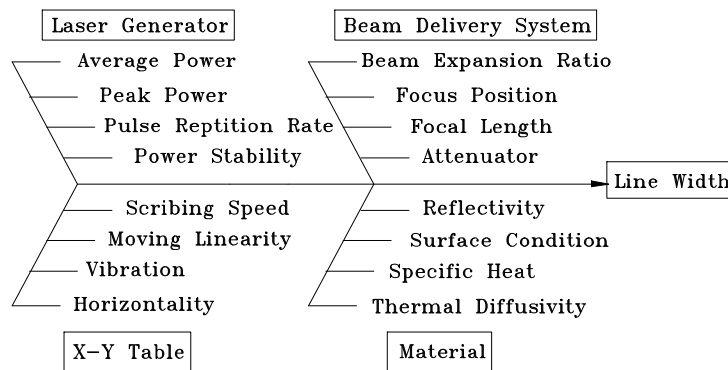 Laser Generator
Beam Delivery System
Average Power
Beam Expansion Ratio
Peak Power
Focus Position
Pulse Reptition Rate
Focal Length
Power Stability
Attenuator
Line Width
Scribing Speed
Reflectivity
Moving Linearity
Surface Condition
Vibration
Specific Heat
Horizontality
Thermal Diffusivity
X-Y Table
Material